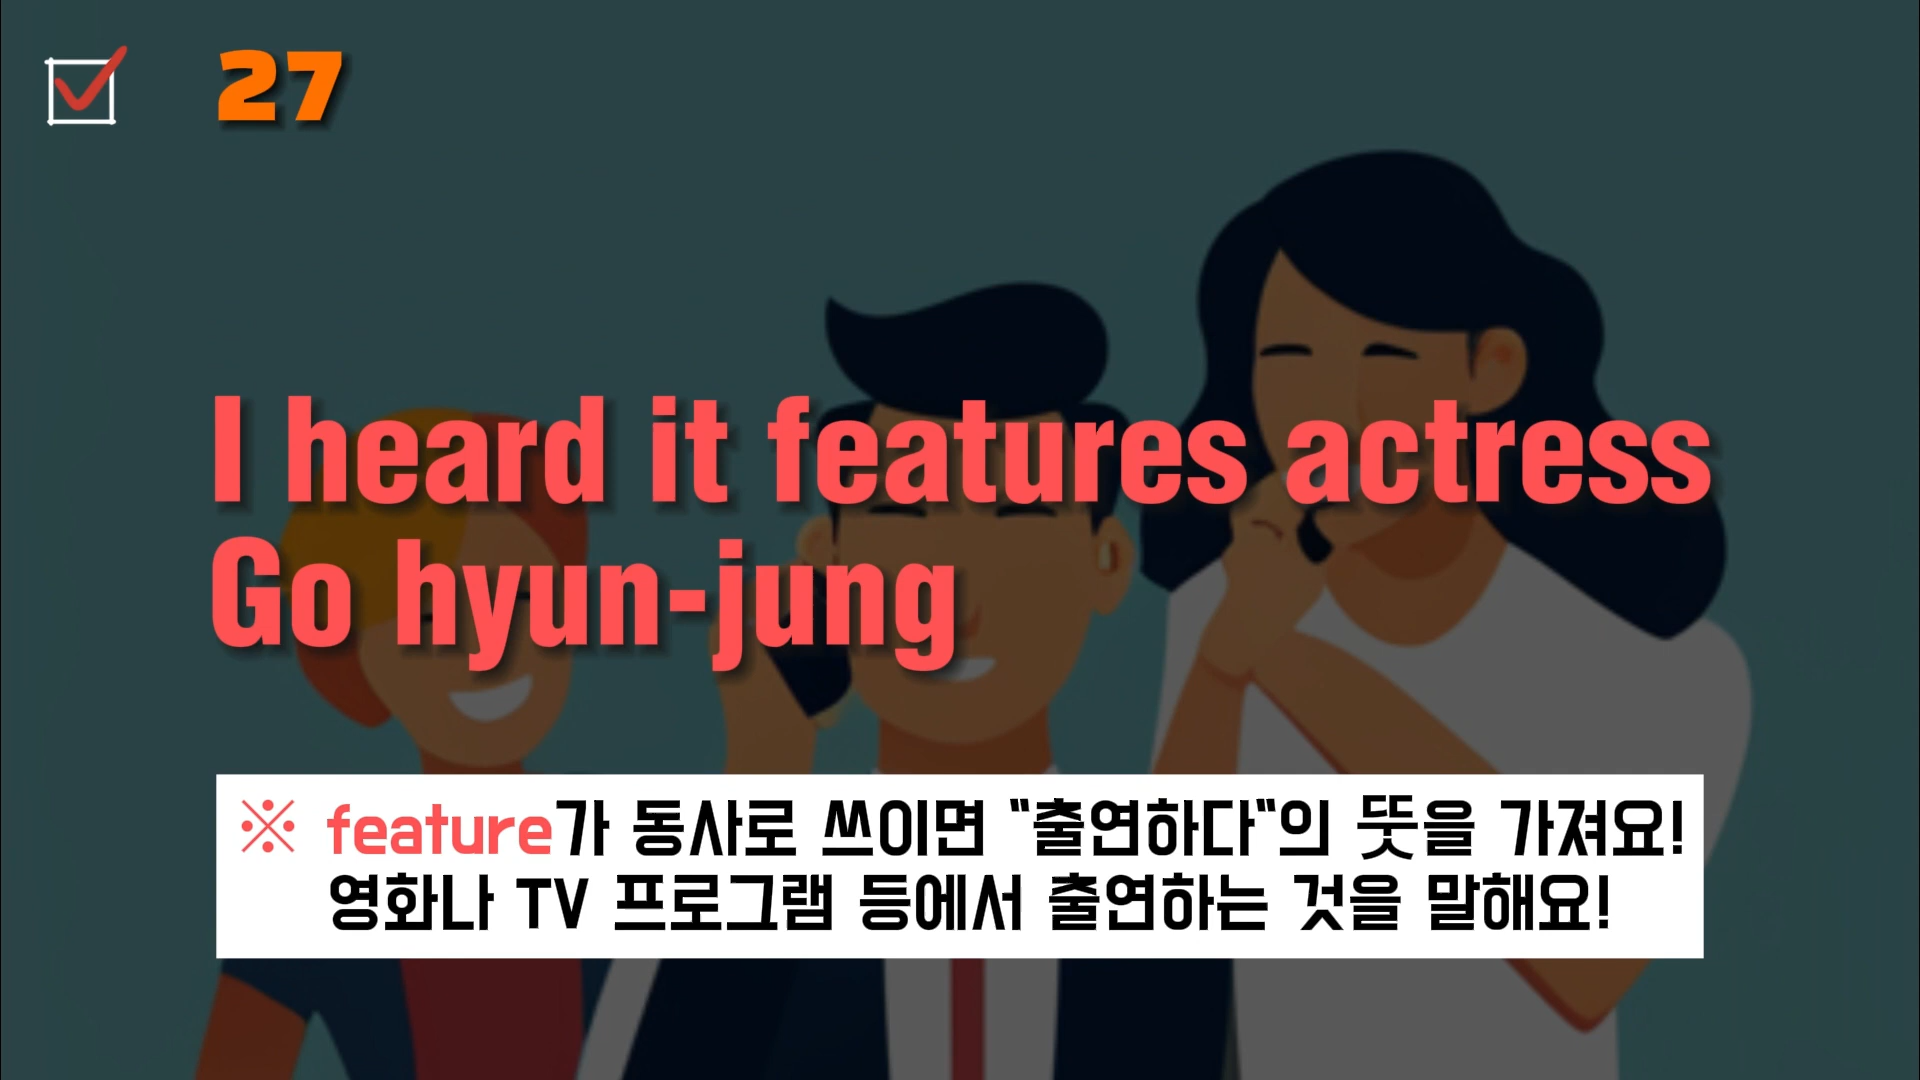 27
I heard it features actress
Go hyun-jung
※ feature가 동사로 쓰이면 "출연하다"의 뜻을 가져요!
영화나 TV 프로그램 등에서 출연하는 것을 말해요!